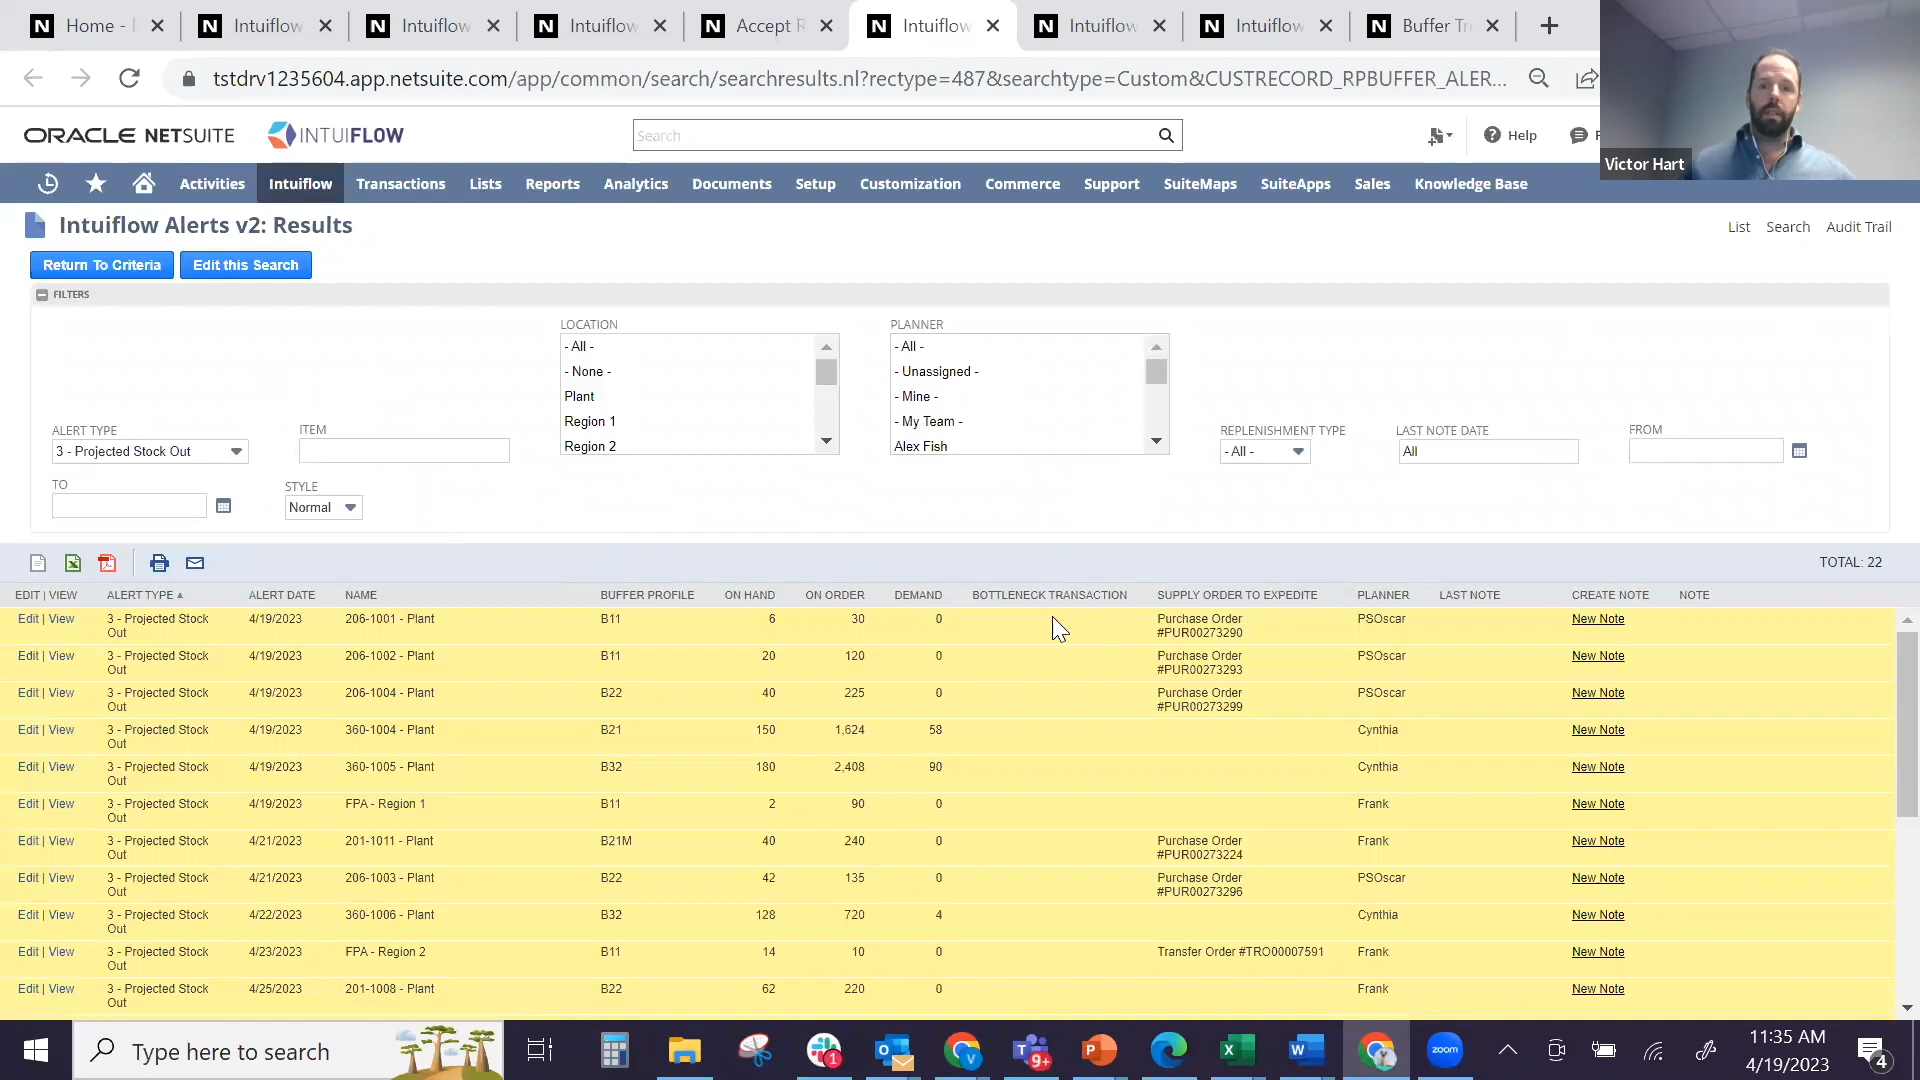 Home -
Intuiflow
Intuiflow
Intuiflow
Accept R
Intuiflow
Intuiflow
Intuiflow
Buffer Tr
tstdrv1235604.app.netsuite.com/app/common/search/searchresults.nl?rectype=487&searchtype=Custom&CUSTRECORD_RPBUFFER_ALER...
ORACLE NETSUITE
INTUIFLOW
Search
Help
Victor Hart
Activities Intuiflow Transactions Lists Reports Analytics Documents Setup Customization Commerce Support SuiteMaps SuiteApps Sales Knowledge Base
Intuiflow Alerts v2: Results
List Search Audit Trail
Return To Criteria Edit this Search
FILTERS
LOCATION
- All -
- None -
Plant
Region 1
Region 2
PLANNER
- All -
- Unassigned -
- Mine -
- My Team -
Alex Fish
ALERT TYPE
3 - Projected Stock Out
ITEM
REPLENISHMENT TYPE
- All -
LAST NOTE DATE
All
FROM
TO
STYLE
Normal
TOTAL: 22
EDIT | VIEW ALERT TYPE ▲ ALERT DATE NAME BUFFER PROFILE ON HAND ON ORDER DEMAND BOTTLENECK TRANSACTION SUPPLY ORDER TO EXPEDITE PLANNER LAST NOTE CREATE NOTE NOTE
Edit | View 3 - Projected Stock 4/19/2023 206-1001 - Plant B11 6 30 0 Purchase Order PSOscar New Note
Out #PUR00273290
Edit | View 3 - Projected Stock 4/19/2023 206-1002 - Plant B11 20 120 0 Purchase Order PSOscar New Note
Out #PUR00273293
Edit | View 3 - Projected Stock 4/19/2023 206-1004 - Plant B22 40 225 0 Purchase Order PSOscar New Note
Out #PUR00273299
Edit | View 3 - Projected Stock 4/19/2023 360-1004 - Plant B21 150 1,624 58 Cynthia New Note
Out
Edit | View 3 - Projected Stock 4/19/2023 360-1005 - Plant B32 180 2,408 90 Cynthia New Note
Out
Edit | View 3 - Projected Stock 4/19/2023 FPA - Region 1 B11 2 90 0 Frank New Note
Out
Edit | View 3 - Projected Stock 4/21/2023 201-1011 - Plant B21M 40 240 0 Purchase Order Frank New Note
Out #PUR00273224
Edit | View 3 - Projected Stock 4/21/2023 206-1003 - Plant B22 42 135 0 Purchase Order PSOscar New Note
Out #PUR00273296
Edit | View 3 - Projected Stock 4/22/2023 360-1006 - Plant B32 128 720 4 Cynthia New Note
Out
Edit | View 3 - Projected Stock 4/23/2023 FPA - Region 2 B11 14 10 0 Transfer Order #TRO00007591 Frank New Note
Out
Edit | View 3 - Projected Stock 4/25/2023 201-1008 - Plant B22 62 220 0 Frank New Note
Out
Type here to search
1
9+
zoom
11:35 AM
4/19/2023
4